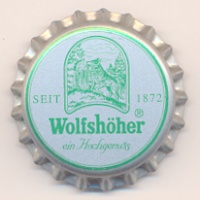 SEIT 1872
Wolfshöher ®
ein Hochgenuss